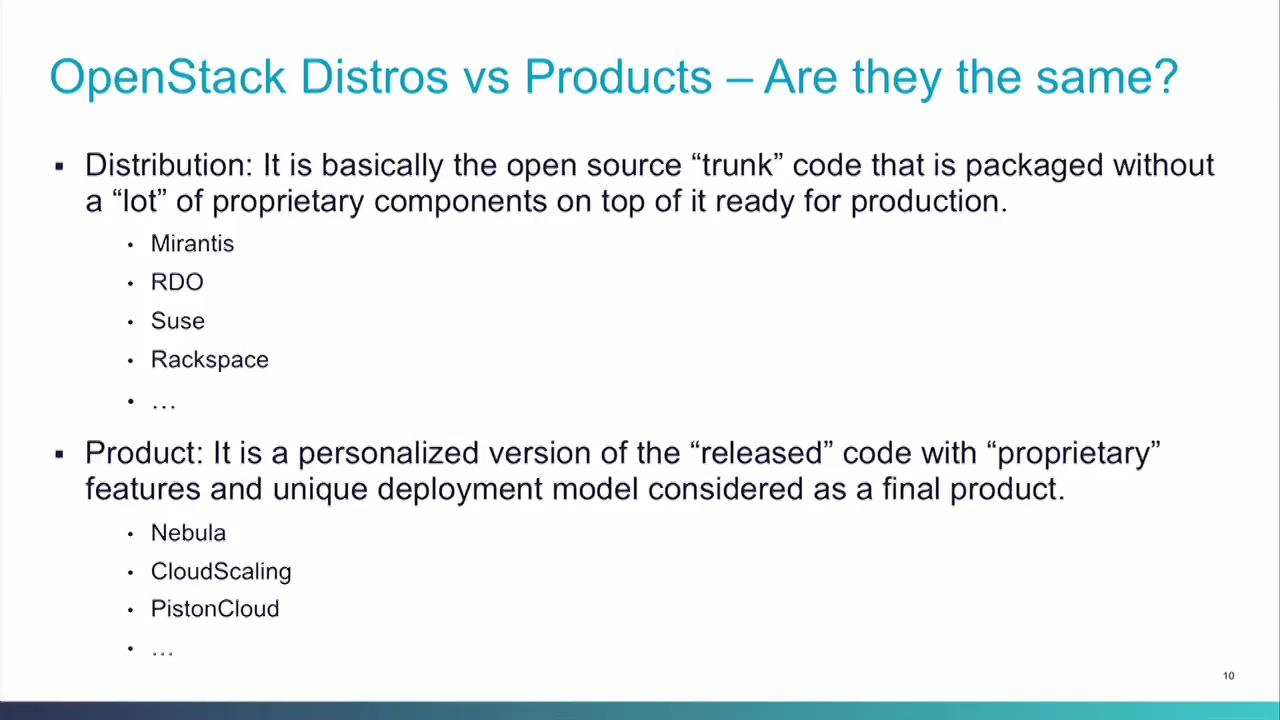 OpenStack Distros vs Products – Are they the same?
▪ Distribution: It is basically the open source “trunk” code that is packaged without
a “lot” of proprietary components on top of it ready for production.
• Mirantis
• RDO
• Suse
• Rackspace
• …
▪ Product: It is a personalized version of the “released” code with “proprietary”
features and unique deployment model considered as a final product.
• Nebula
• CloudScaling
• PistonCloud
• …
10